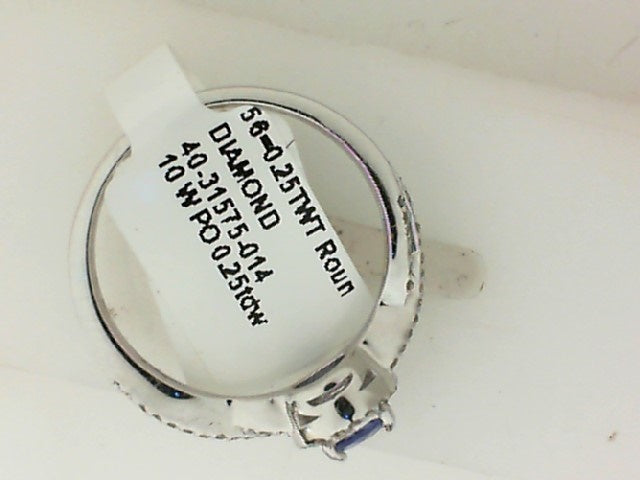 56=0.25TWT Roun
DIAMOND
40-31575-014
10 W PO 0.25tdw